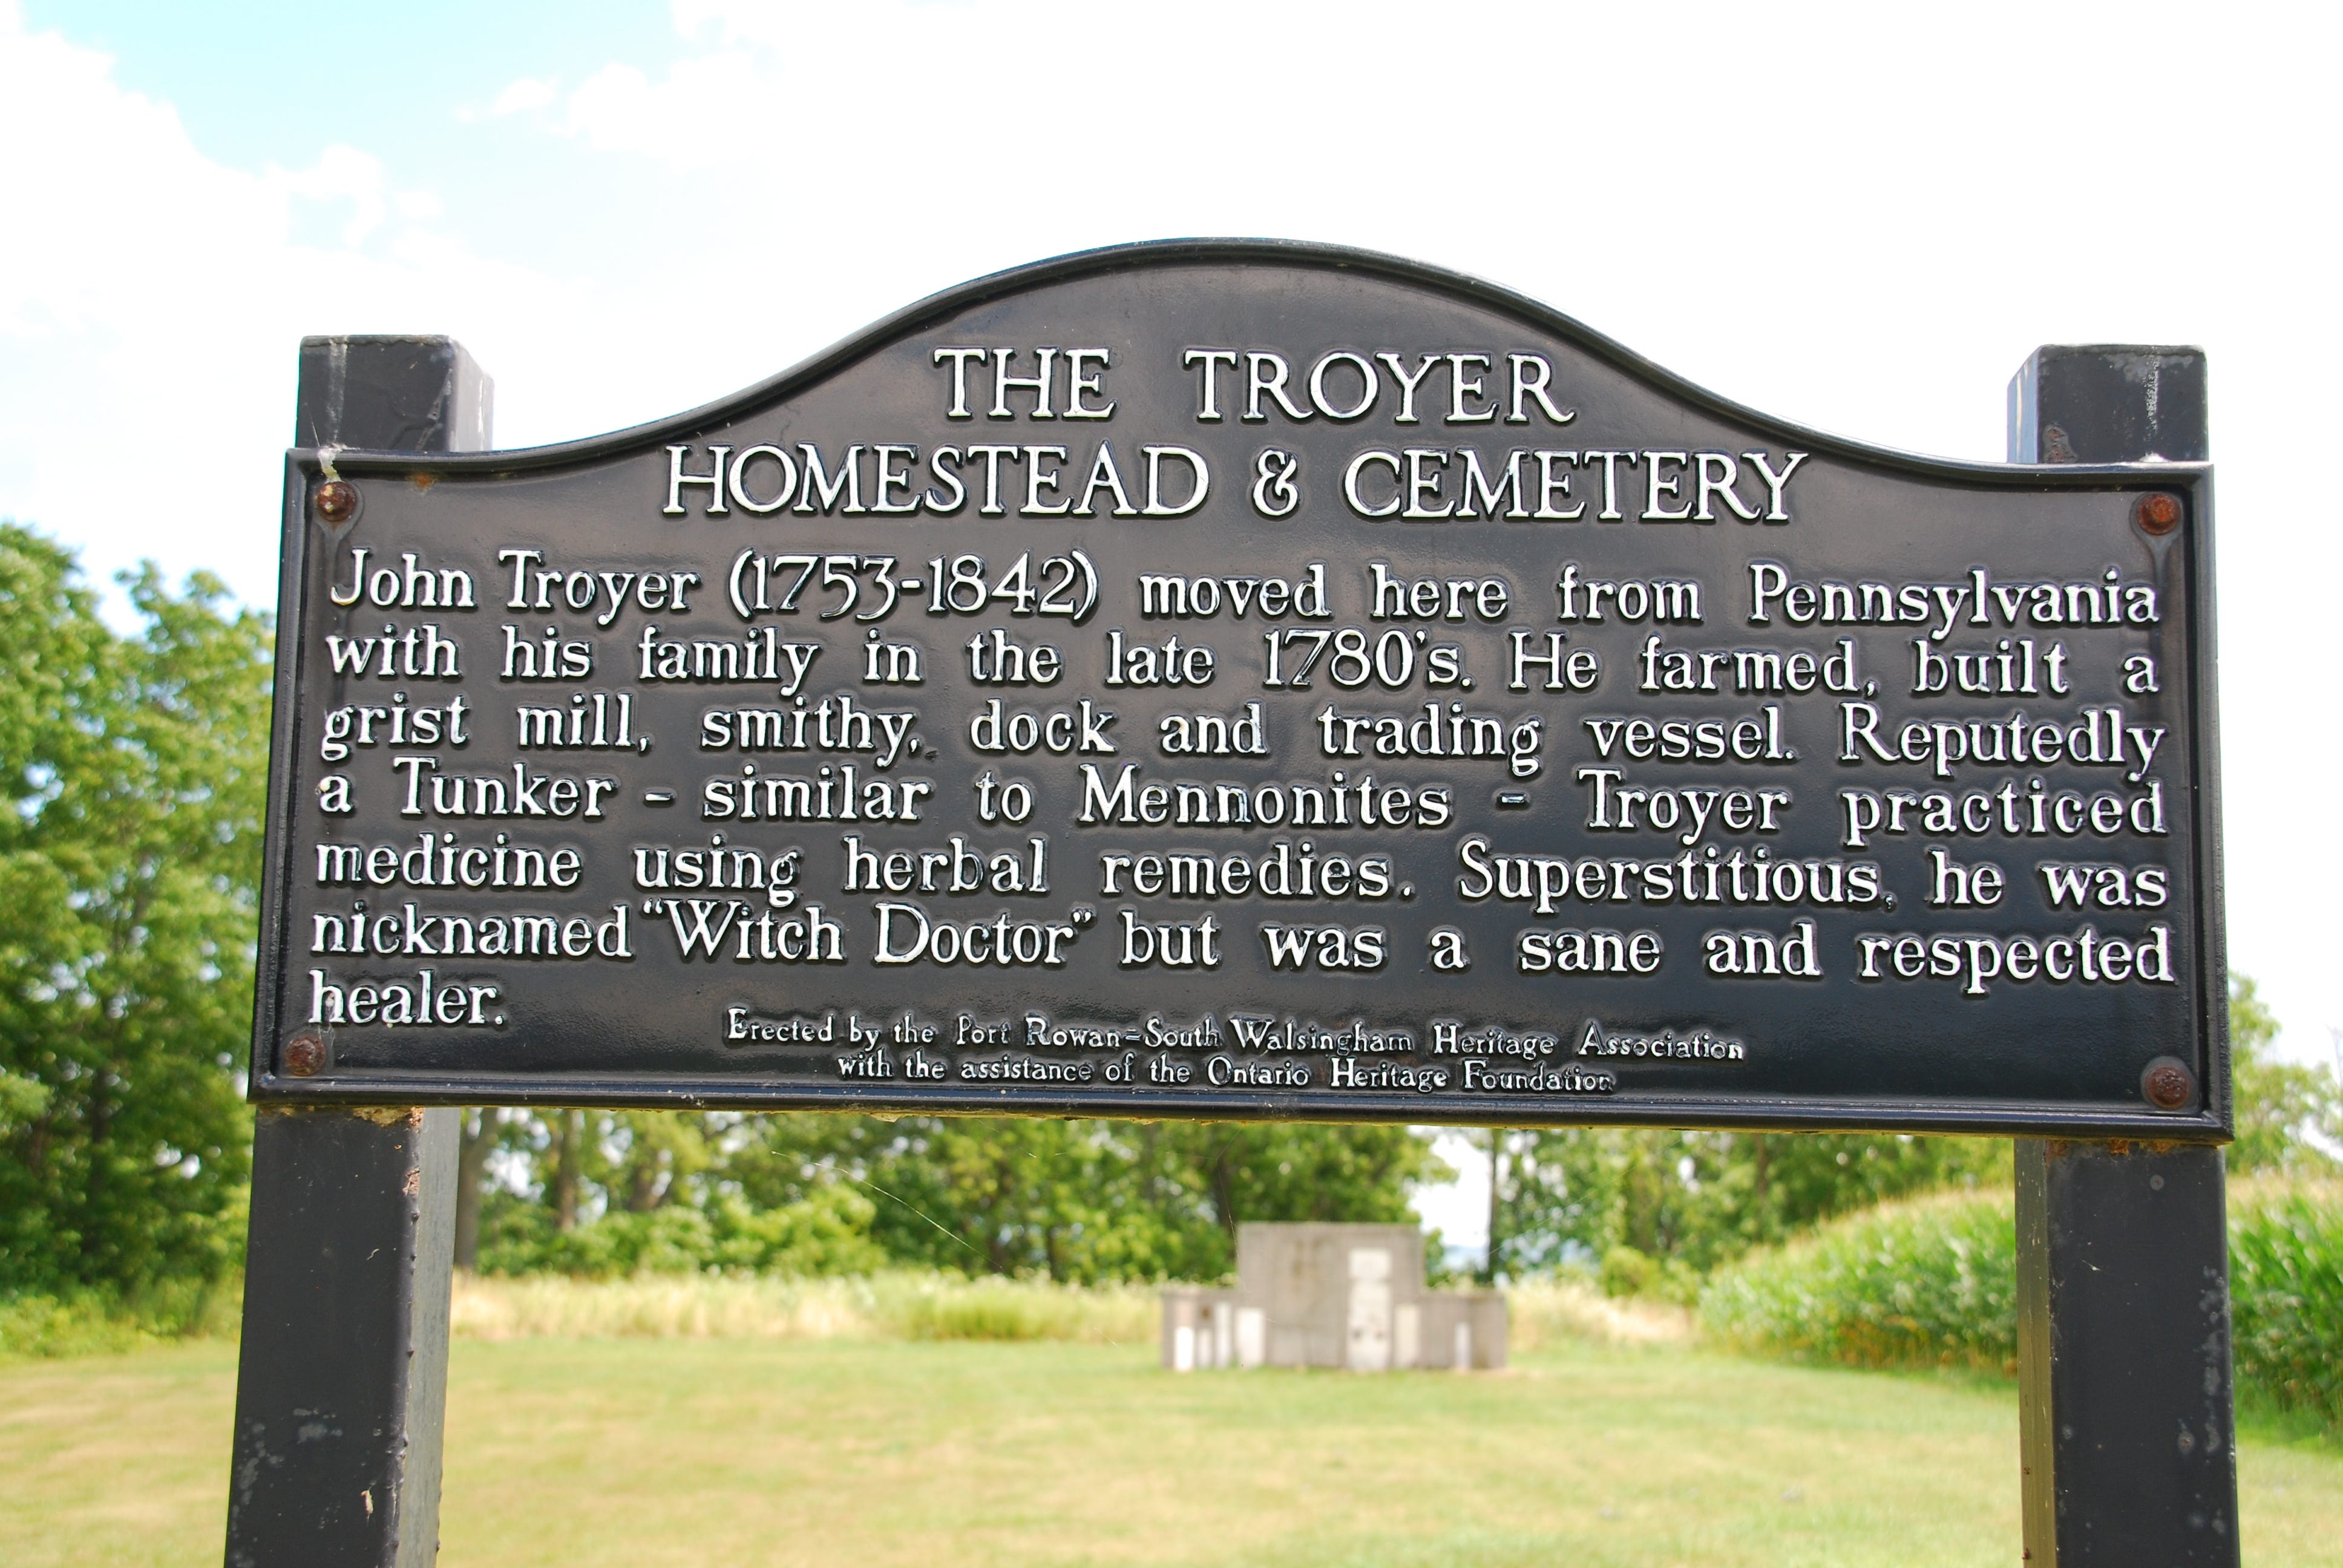 THE TROYER
HOMESTEAD & CEMETERY
John Troyer (1753-1842) moved here from Pennsylvania
with his family in the late 1780's. He farmed, built a
grist mill, smithy, dock and trading vessel. Reputedly
a Tunker - similar to Mennonites - Troyer practiced
medicine using herbal remedies. Superstitious, he was
nicknamed "Witch Doctor" but was a sane and respected
healer.
Erected by the Port Rowan-South Walsingham Heritage Association
with the assistance of the Ontario Heritage Foundation